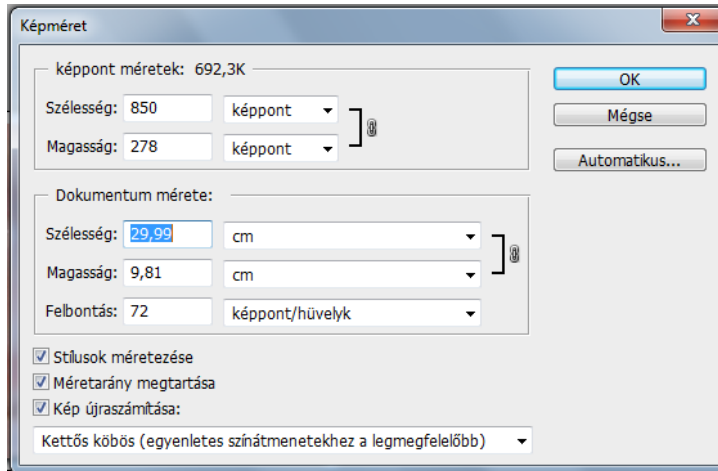 Képméret
képpont méretek: 692,3K
Szélesség: 850 képpont
Magasság: 278 képpont
OK
Mégse
Automatikus...
Dokumentum mérete:
Szélesség: 29,99 cm
Magasság: 9,81 cm
Felbontás: 72 képpont/hüvelyk
Stílusok méretezése
Méretarány megtartása
Kép újraszámítása:
Kettős köbös (egyenletes színátmenetekhez a legmegfelelőbb)